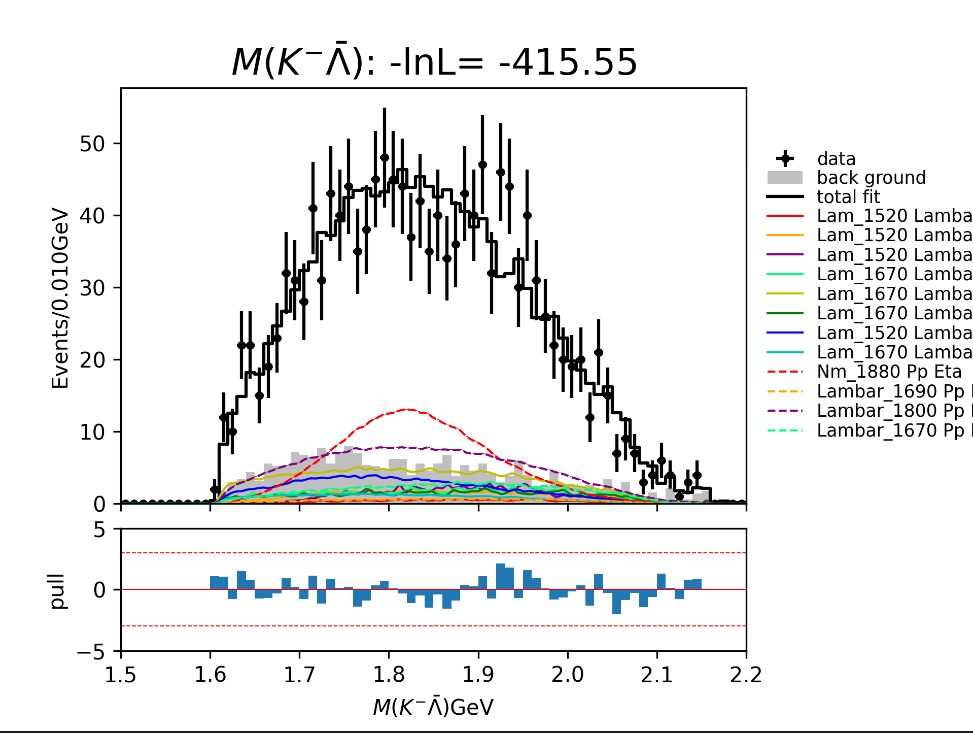 M(K⁻Λ̄): -lnL= -415.55
Events/0.010GeV
50
40
30
20
10
0
data
back ground
total fit
Lam_1520 Lamba
Lam_1520 Lamba
Lam_1520 Lamba
Lam_1670 Lamba
Lam_1670 Lamba
Lam_1670 Lamba
Lam_1520 Lamba
Lam_1670 Lamba
Nm_1880 Pp Eta
Lambar_1690 Pp
Lambar_1800 Pp
Lambar_1670 Pp
pull
5
0
−5
1.5 1.6 1.7 1.8 1.9 2.0 2.1 2.2
M(K⁻Λ̄)GeV